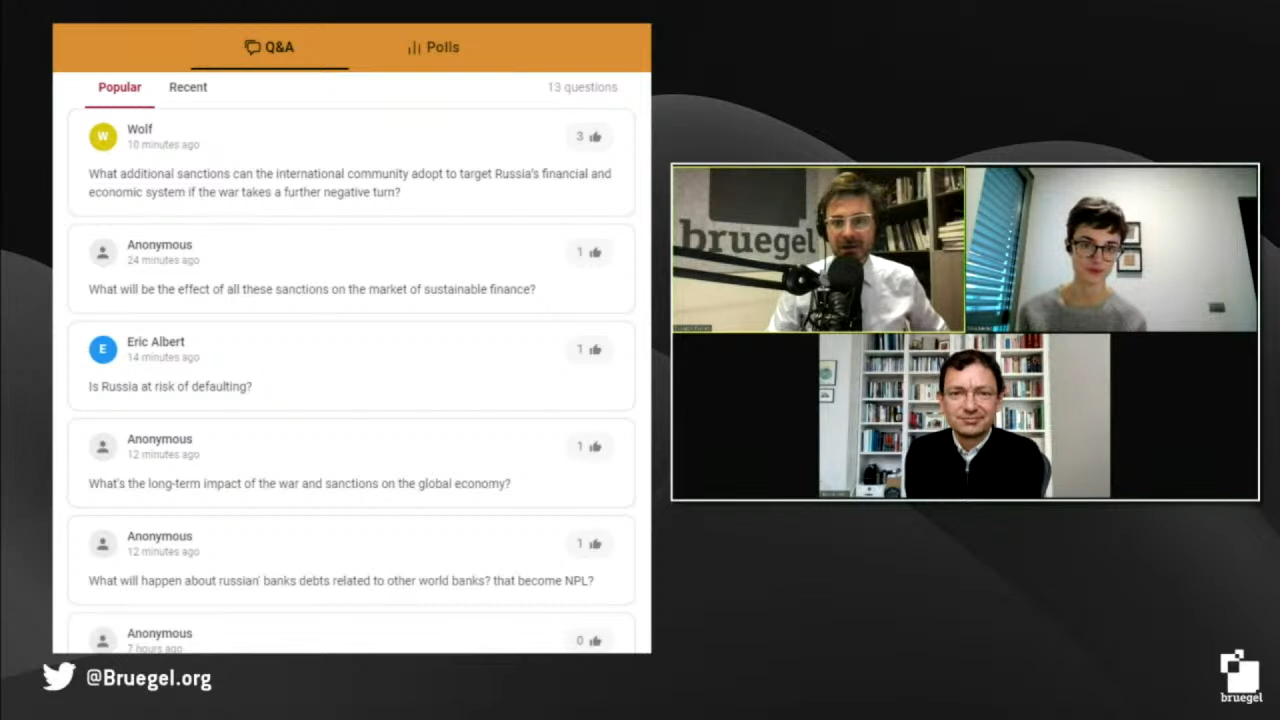 Q&A
Polls
Popular
Recent
13 questions
W
Wolf
10 minutes ago
3
What additional sanctions can the international community adopt to target Russia's financial and
economic system if the war takes a further negative turn?
Anonymous
24 minutes ago
1
What will be the effect of all these sanctions on the market of sustainable finance?
E
Eric Albert
14 minutes ago
1
Is Russia at risk of defaulting?
Anonymous
12 minutes ago
1
What's the long-term impact of the war and sanctions on the global economy?
Anonymous
12 minutes ago
1
What will happen about russian' banks debts related to other world banks? that become NPL?
Anonymous
7 hours ago
0
bruegel
@Bruegel.org
bruegel